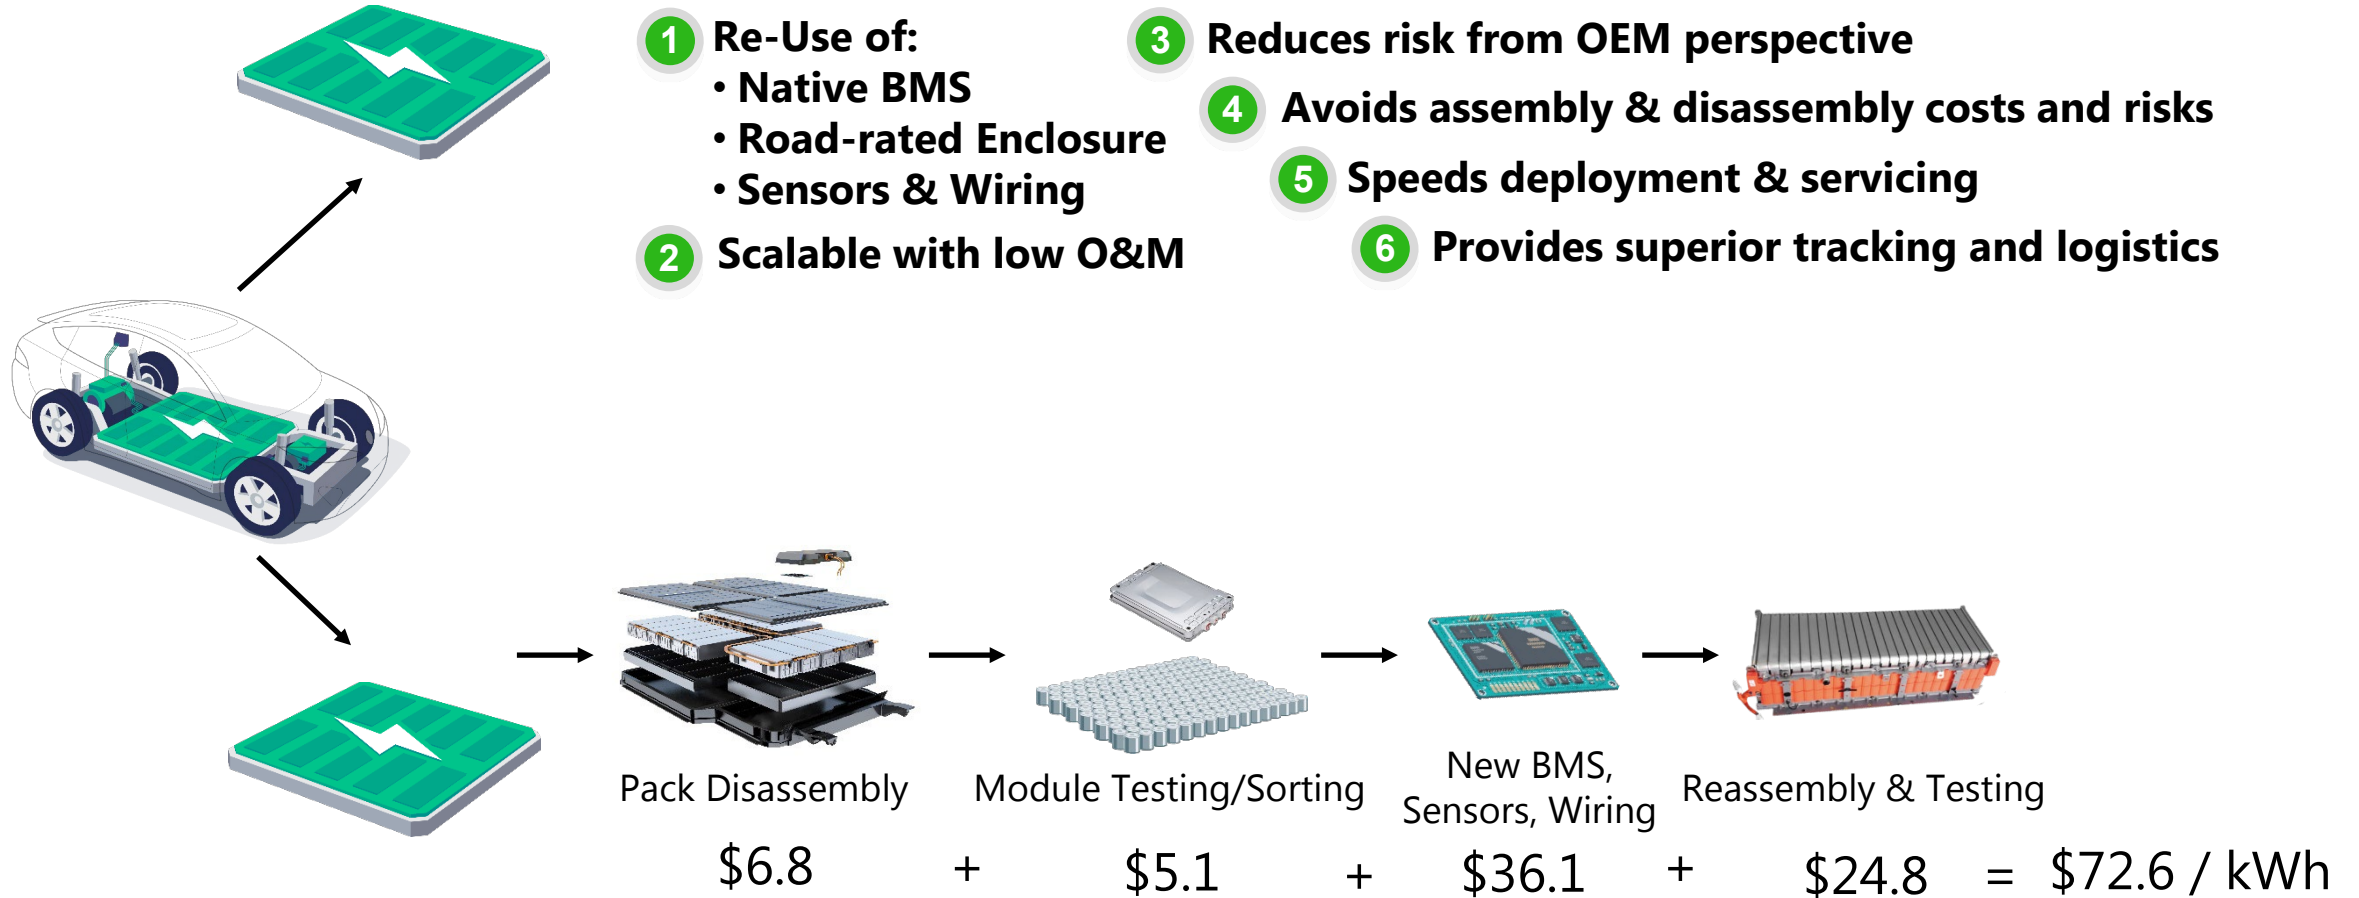 1 Re-Use of:
• Native BMS
• Road-rated Enclosure
• Sensors & Wiring
2 Scalable with low O&M
3 Reduces risk from OEM perspective
4 Avoids assembly & disassembly costs and risks
5 Speeds deployment & servicing
6 Provides superior tracking and logistics
Pack Disassembly
Module Testing/Sorting
New BMS,
Sensors, Wiring
Reassembly & Testing
$6.8 + $5.1 + $36.1 + $24.8 = $72.6 / kWh